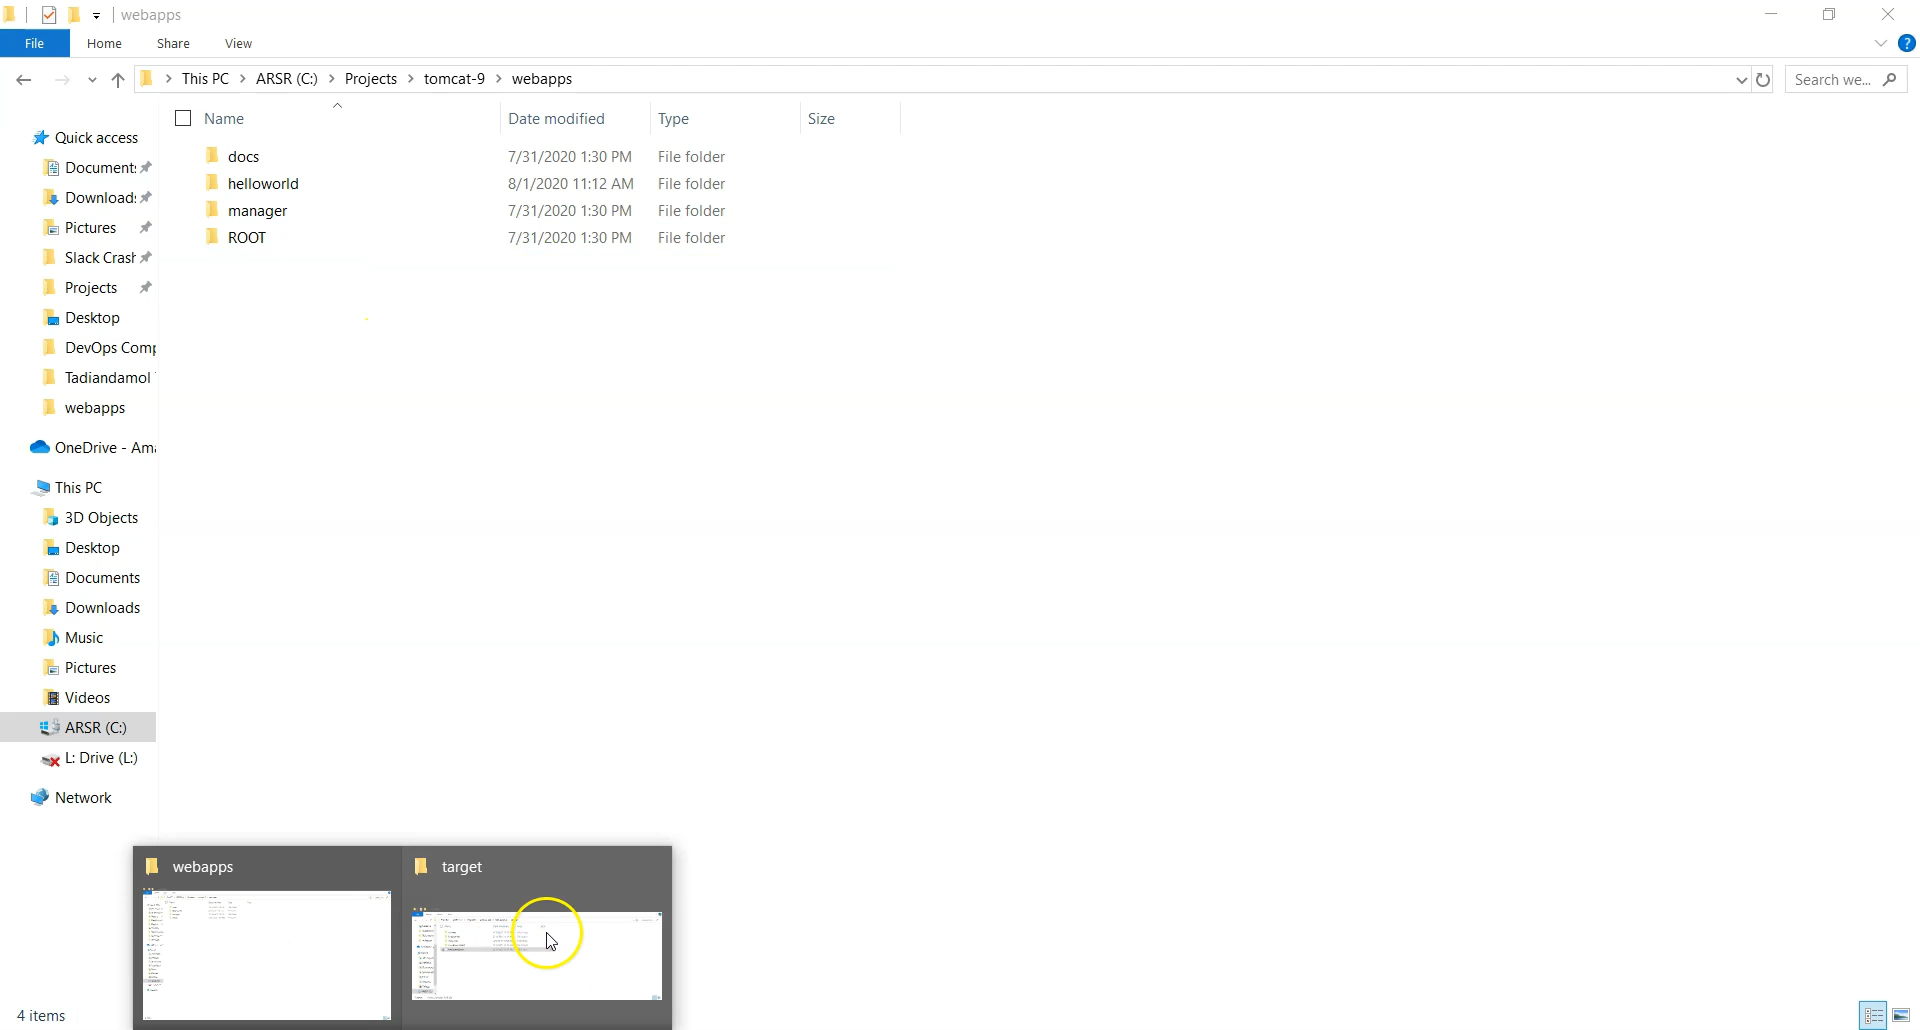 webapps
File Home Share View
This PC ARSR (C:) Projects tomcat-9 webapps
Search we...
Name Date modified Type Size
docs 7/31/2020 1:30 PM File folder
helloworld 8/1/2020 11:12 AM File folder
manager 7/31/2020 1:30 PM File folder
ROOT 7/31/2020 1:30 PM File folder
Quick access
Document
Download
Pictures
Slack Crash
Projects
Desktop
DevOps Comp
Tadiandamol
webapps
OneDrive - Ama
This PC
3D Objects
Desktop
Documents
Downloads
Music
Pictures
Videos
ARSR (C:)
L: Drive (L:)
Network
webapps target
4 items